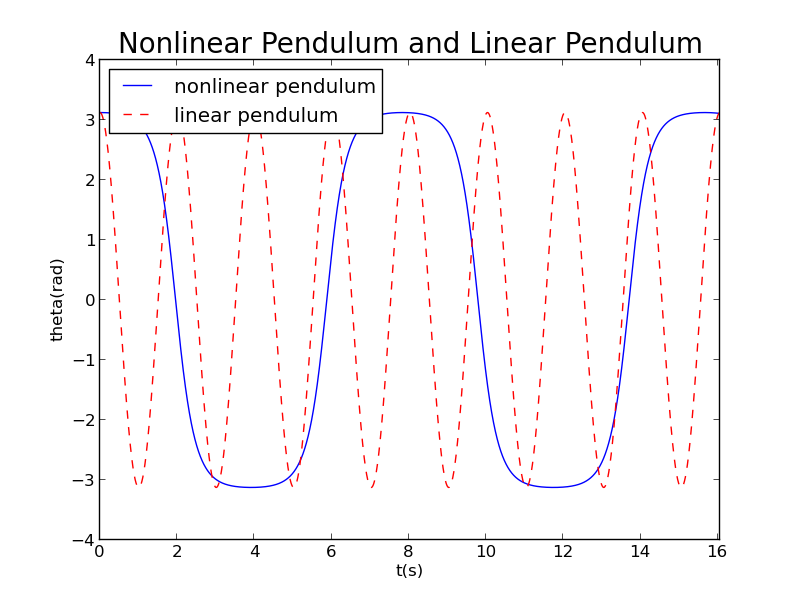 Nonlinear Pendulum and Linear Pendulum
nonlinear pendulum
linear pendulum
4
3
2
1
0
−1
−2
−3
−4
theta(rad)
0 2 4 6 8 10 12 14 16
t(s)